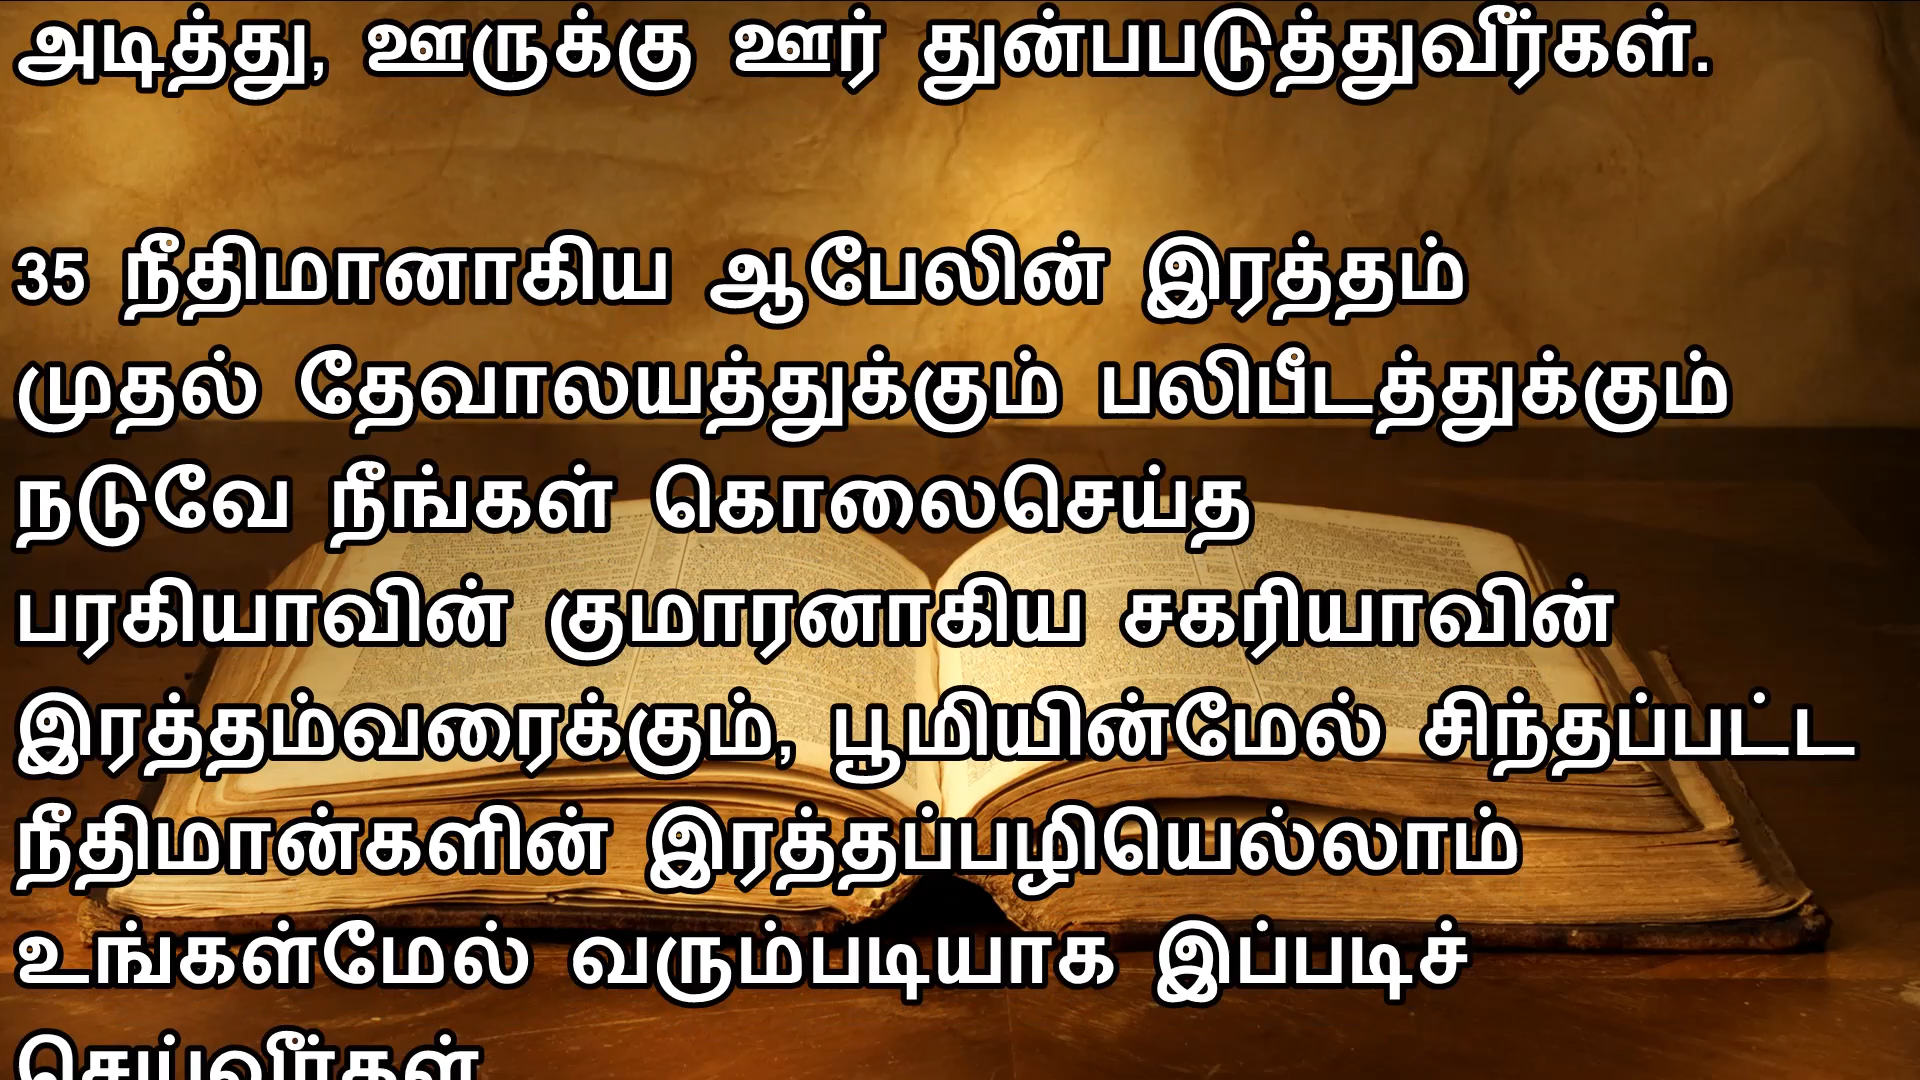 அடித்து, ஊருக்கு ஊர் துன்பபடுத்துவீர்கள்.
35 நீதிமானாகிய ஆபேலின் இரத்தம்
முதல் தேவாலயத்துக்கும் பலிபீடத்துக்கும்
நடுவே நீங்கள் கொலைசெய்த
பரகியாவின் குமாரனாகிய சகரியாவின்
இரத்தம்வரைக்கும், பூமியின்மேல் சிந்தப்பட்ட
நீதிமான்களின் இரத்தப்பழியெல்லாம்
உங்கள்மேல் வரும்படியாக இப்படிச்
செய்வீர்கள்